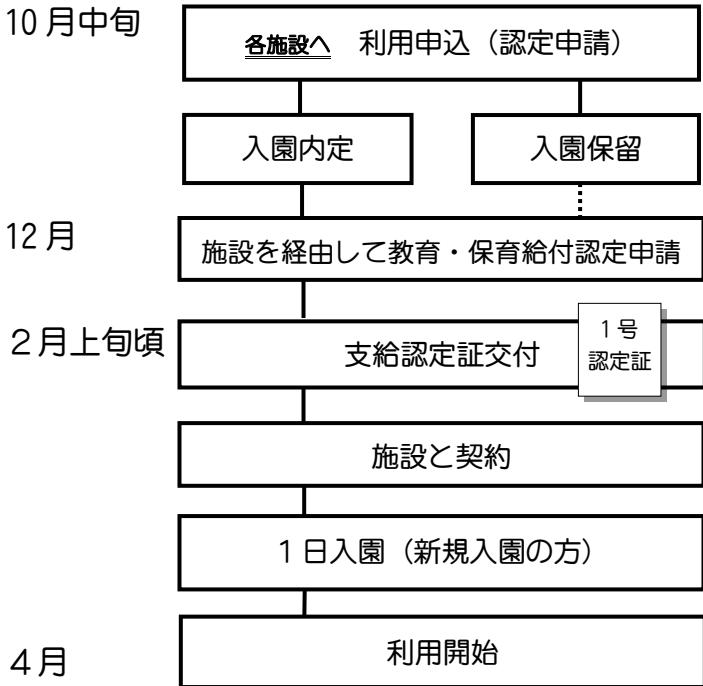 10月中旬
各施設へ 利用申込（認定申請）
入園内定
入園保留
12月
施設を経由して教育・保育給付認定申請
２月上旬頃
支給認定証交付
１号
認定証
施設と契約
１日入園（新規入園の方）
４月
利用開始